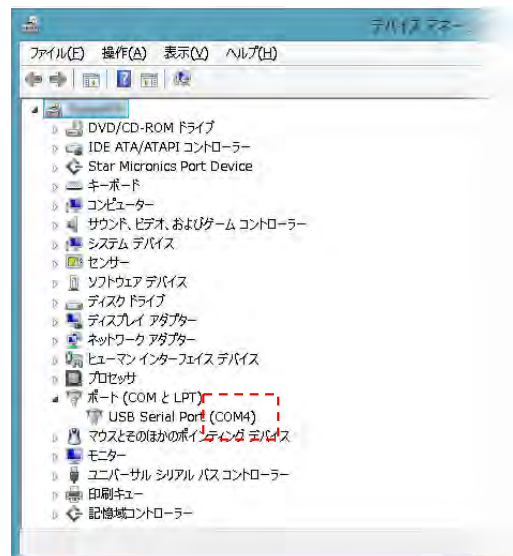 デバイス マネー
ファイル(F) 操作(A) 表示(V) ヘルプ(H)
DVD/CD-ROM ドライブ
IDE ATA/ATAPI コントローラー
Star Micronics Port Device
キーボード
コンピューター
サウンド、ビデオ、およびゲーム コントローラー
システム デバイス
センサー
ソフトウェア デバイス
ディスク ドライブ
ディスプレイ アダプター
ネットワーク アダプター
ヒューマン インターフェイス デバイス
プロセッサ
ポート (COM と LPT)
USB Serial Port (COM4)
マウスとそのほかのポインティング デバイス
モニター
ユニバーサル シリアル バス コントローラー
印刷キュー
記憶域コントローラー